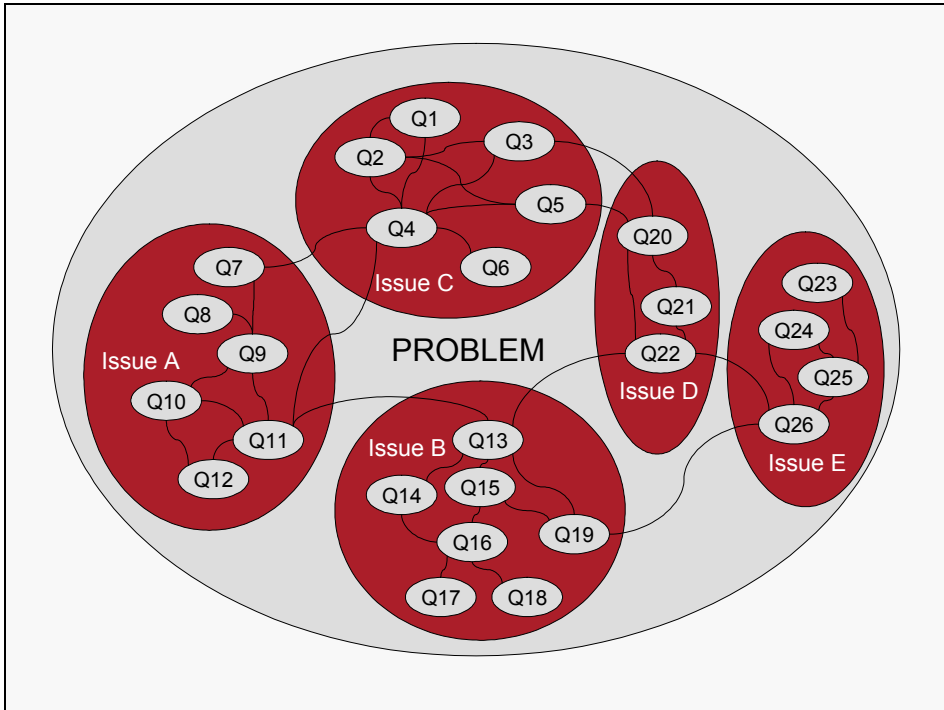 Q1
Q2
Q3
Q4
Q5
Q6
Issue C
Q7
Q8
Q9
Issue A
Q10
Q11
Q12
PROBLEM
Q20
Q21
Q22
Issue D
Q23
Q24
Q25
Q26
Issue E
Issue B
Q13
Q14
Q15
Q16
Q19
Q17
Q18